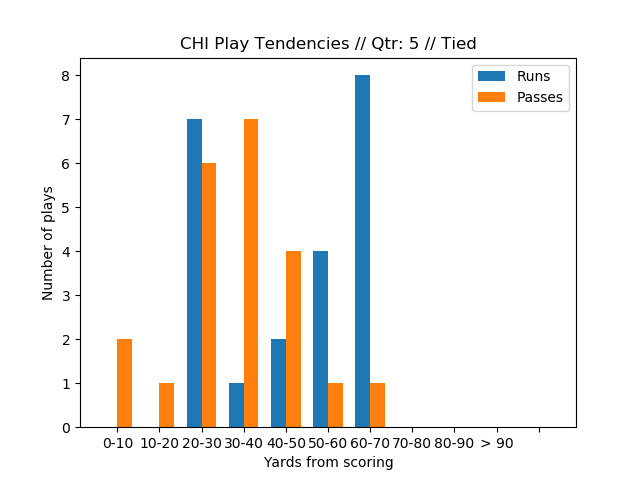 CHI Play Tendencies // Qtr: 5 // Tied
Runs
Passes
Number of plays
8
7
6
5
4
3
2
1
0
0-10 10-20 20-30 30-40 40-50 50-60 60-70 70-80 80-90 > 90
Yards from scoring